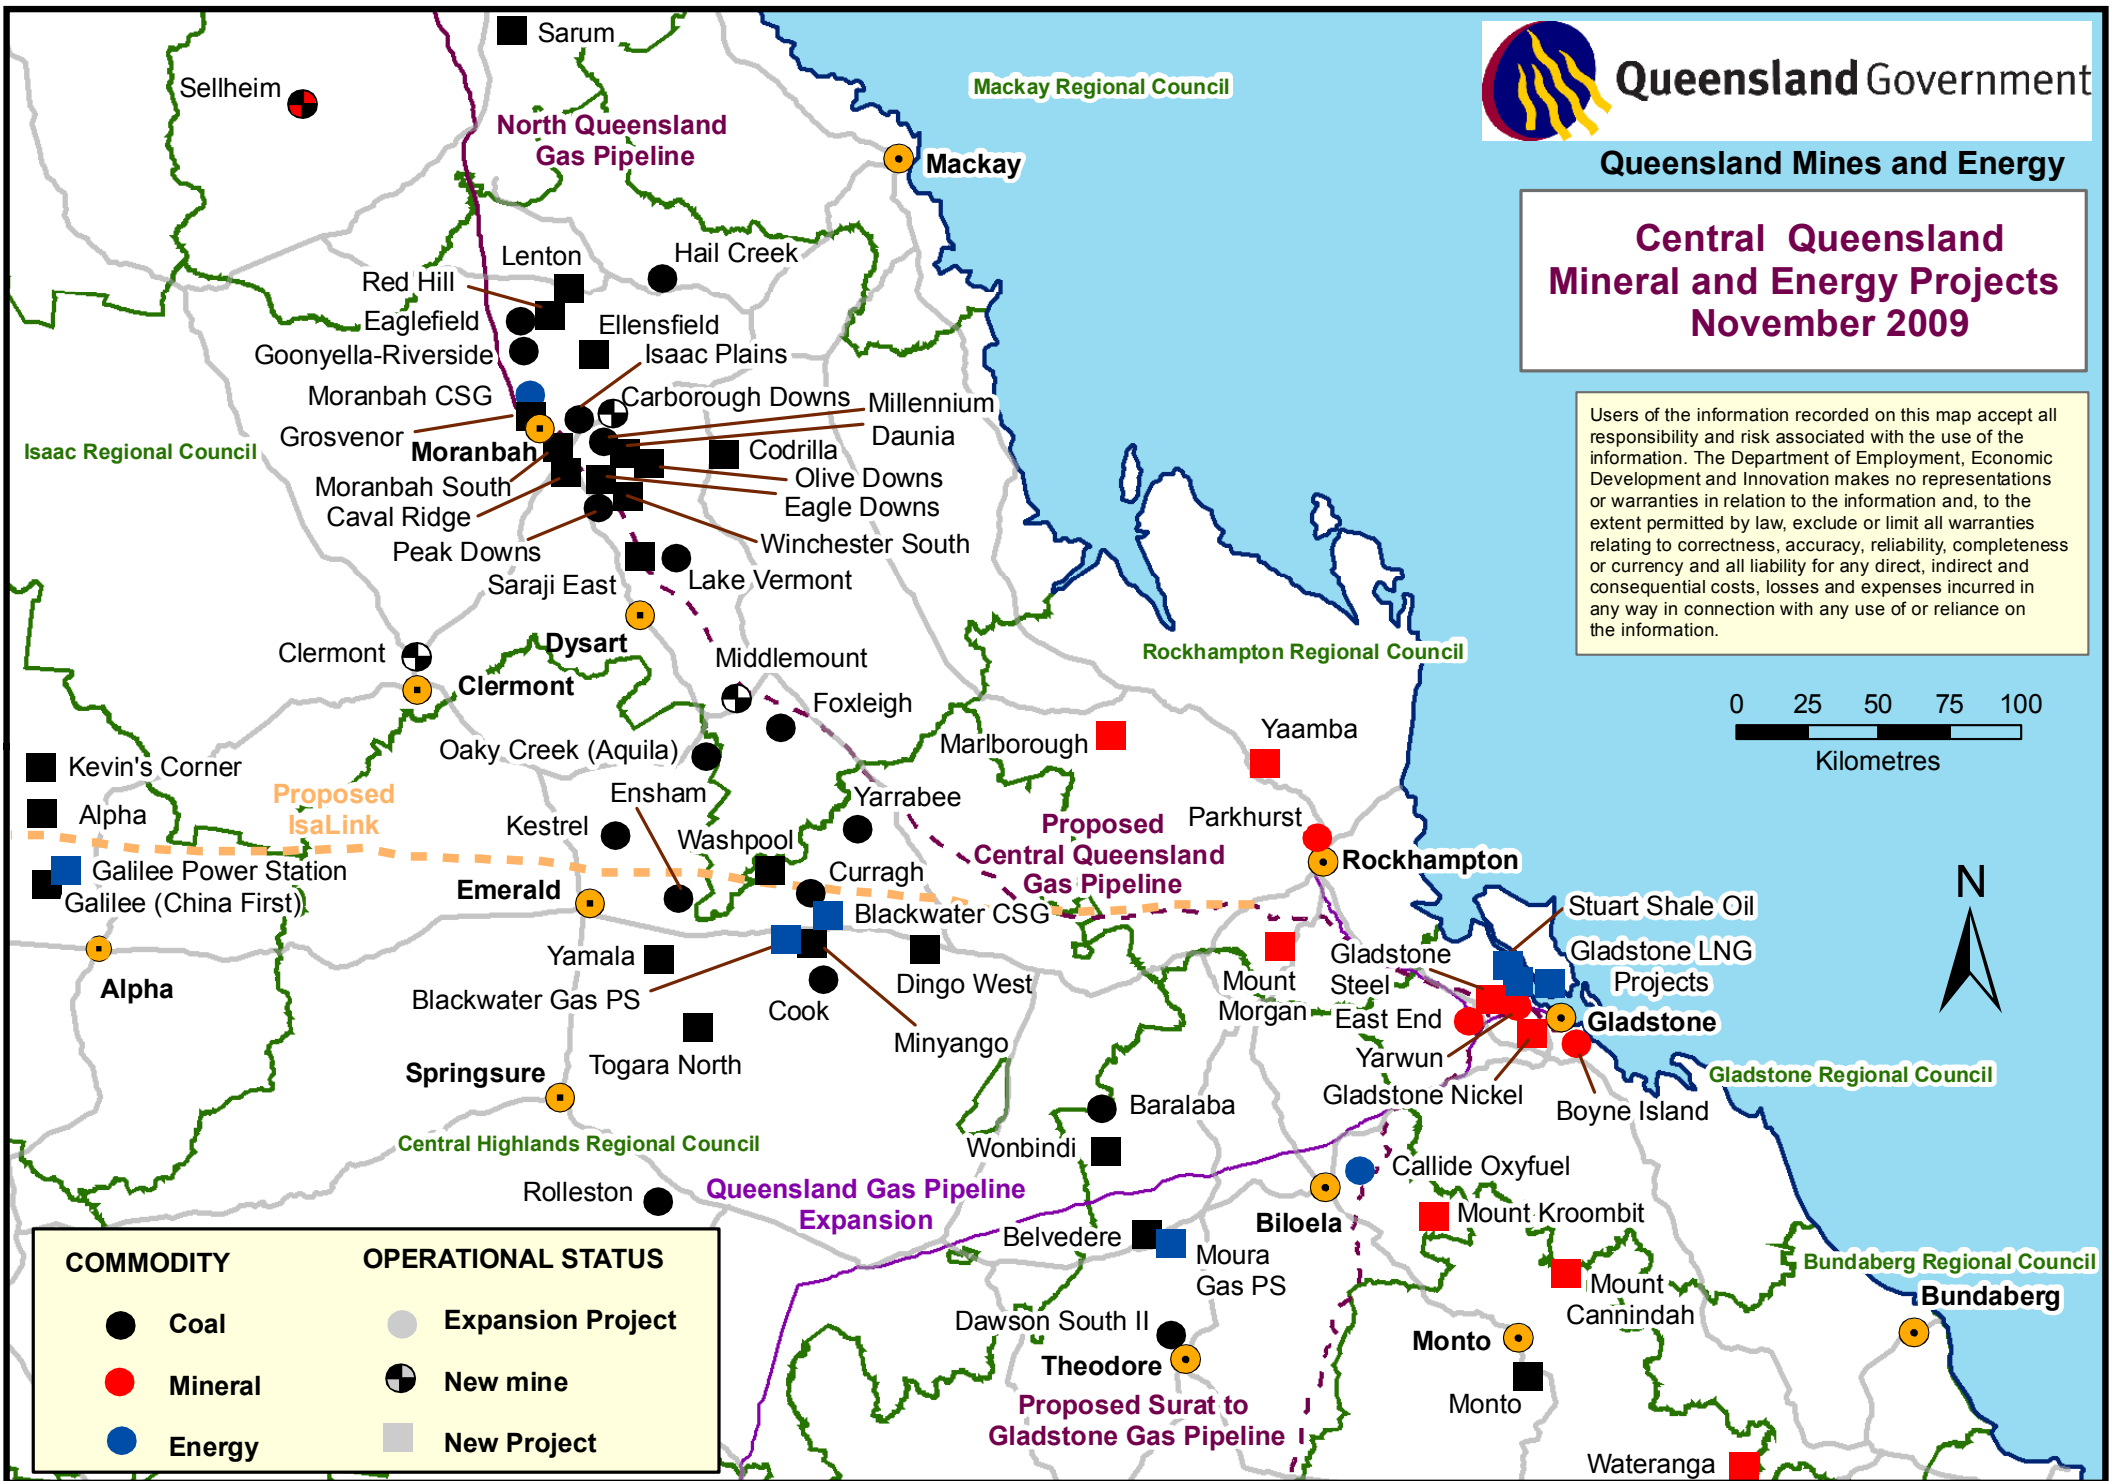 Sarum
Sellheim
Mackay Regional Council
Queensland Government
Queensland Mines and Energy
North Queensland
Gas Pipeline
Mackay
Central Queensland
Mineral and Energy Projects
November 2009
Lenton
Hail Creek
Red Hill
Eaglefield
Ellensfield
Goonyella-Riverside
Isaac Plains
Moranbah CSG
Carborough Downs
Millennium
Grosvenor
Daunia
Isaac Regional Council
Moranbah
Codrilla
Moranbah South
Olive Downs
Caval Ridge
Eagle Downs
Peak Downs
Winchester South
Saraji East
Lake Vermont
Users of the information recorded on this map accept all
responsibility and risk associated with the use of the
information. The Department of Employment, Economic
Development and Innovation makes no representations
or warranties in relation to the information and, to the
extent permitted by law, exclude or limit all warranties
relating to correctness, accuracy, reliability, completeness
or currency and all liability for any direct, indirect and
consequential costs, losses and expenses incurred in
any way in connection with any use of or reliance on
the information.
Dysart
Clermont
Middlemount
Rockhampton Regional Council
Clermont
Foxleigh
0 25 50 75 100
Kilometres
Oaky Creek (Aquila)
Marlborough
Yaamba
Kevin's Corner
Alpha
Proposed
IsaLink
Ensham
Yarrabee
Kestrel
Washpool
Proposed
Central Queensland
Gas Pipeline
Parkhurst
Rockhampton
Galilee Power Station
Galilee (China First)
Emerald
Curragh
Blackwater CSG
N
Stuart Shale Oil
Gladstone LNG
Projects
Alpha
Yamala
Blackwater Gas PS
Cook
Dingo West
Minyango
Mount
Morgan
Gladstone
Steel
East End
Gladstone
Yarwun
Gladstone Nickel
Boyne Island
Gladstone Regional Council
Togara North
Springsure
Central Highlands Regional Council
Baralaba
Wonbindi
Rolleston
Queensland Gas Pipeline
Expansion
Callide Oxyfuel
Biloela
Mount Kroombit
Belvedere
Moura
Gas PS
Mount
Cannindah
Bundaberg Regional Council
Bundaberg
Dawson South II
Theodore
Monto
Monto
Proposed Surat to
Gladstone Gas Pipeline
Wateranga
COMMODITY
Coal
Mineral
Energy
OPERATIONAL STATUS
Expansion Project
New mine
New Project